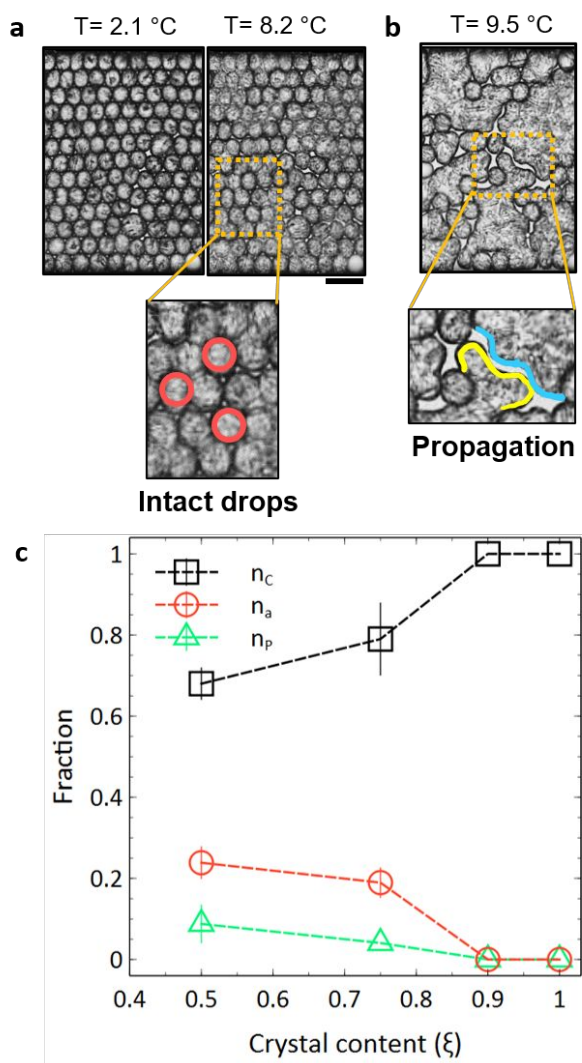 a
T= 2.1 °C
T= 8.2 °C
b
T= 9.5 °C
Intact drops
Propagation
c
1
0.8
0.6
0.4
0.2
0
n_C
n_a
n_P
Fraction
0.4
0.5
0.6
0.7
0.8
0.9
1
Crystal content (ξ)